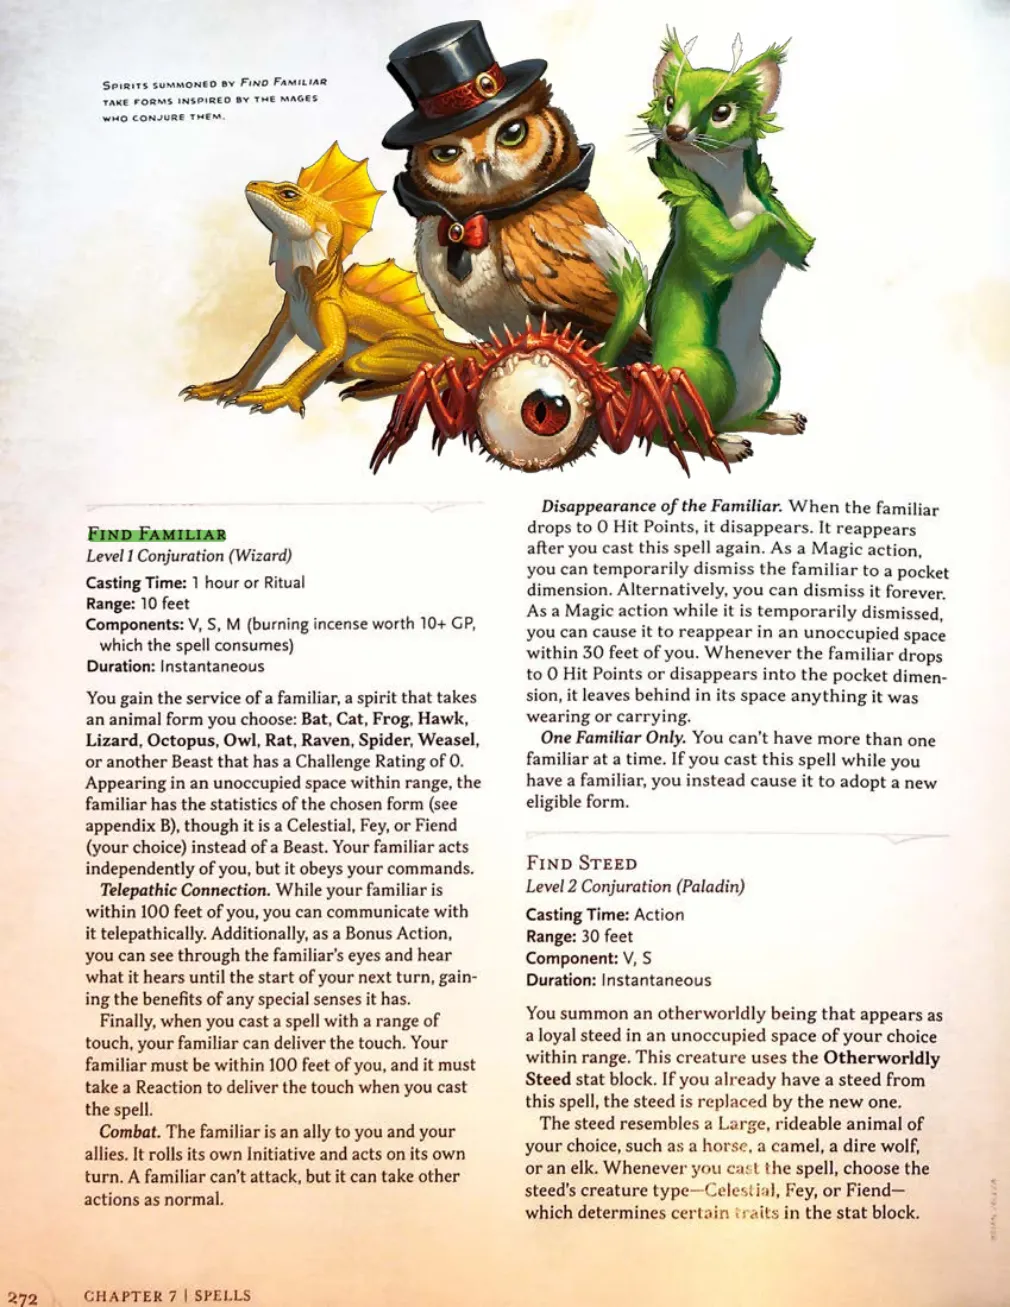 Spirits summoned by Find Familiar
take forms inspired by the mages
who conjure them.
Find Familiar
Level 1 Conjuration (Wizard)
Casting Time: 1 hour or Ritual
Range: 10 feet
Components: V, S, M (burning incense worth 10+ GP,
which the spell consumes)
Duration: Instantaneous
You gain the service of a familiar, a spirit that takes
an animal form you choose: Bat, Cat, Frog, Hawk,
Lizard, Octopus, Owl, Rat, Raven, Spider, Weasel,
or another Beast that has a Challenge Rating of 0.
Appearing in an unoccupied space within range, the
familiar has the statistics of the chosen form (see
appendix B), though it is a Celestial, Fey, or Fiend
(your choice) instead of a Beast. Your familiar acts
independently of you, but it obeys your commands.
Telepathic Connection. While your familiar is
within 100 feet of you, you can communicate with
it telepathically. Additionally, as a Bonus Action,
you can see through the familiar's eyes and hear
what it hears until the start of your next turn, gain-
ing the benefits of any special senses it has.
Finally, when you cast a spell with a range of
touch, your familiar can deliver the touch. Your
familiar must be within 100 feet of you, and it must
take a Reaction to deliver the touch when you cast
the spell.
Combat. The familiar is an ally to you and your
allies. It rolls its own Initiative and acts on its own
turn. A familiar can't attack, but it can take other
actions as normal.
Disappearance of the Familiar. When the familiar
drops to 0 Hit Points, it disappears. It reappears
after you cast this spell again. As a Magic action,
you can temporarily dismiss the familiar to a pocket
dimension. Alternatively, you can dismiss it forever.
As a Magic action while it is temporarily dismissed,
you can cause it to reappear in an unoccupied space
within 30 feet of you. Whenever the familiar drops
to 0 Hit Points or disappears into the pocket dimen-
sion, it leaves behind in its space anything it was
wearing or carrying.
One Familiar Only. You can't have more than one
familiar at a time. If you cast this spell while you
have a familiar, you instead cause it to adopt a new
eligible form.
Find Steed
Level 2 Conjuration (Paladin)
Casting Time: Action
Range: 30 feet
Component: V, S
Duration: Instantaneous
You summon an otherworldly being that appears as
a loyal steed in an unoccupied space of your choice
within range. This creature uses the Otherworldly
Steed stat block. If you already have a steed from
this spell, the steed is replaced by the new one.
The steed resembles a Large, rideable animal of
your choice, such as a horse, a camel, a dire wolf,
or an elk. Whenever you cast the spell, choose the
steed's creature type—Celestial, Fey, or Fiend—
which determines certain traits in the stat block.
272 CHAPTER 7 | SPELLS